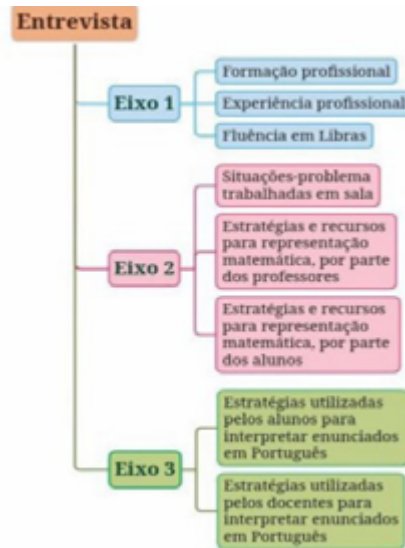 Entrevista
Eixo 1
Formação profissional
Experiência profissional
Fluência em Libras
Eixo 2
Situações-problema
trabalhadas em sala
Estratégias e recursos
para representação
matemática, por parte
dos professores
Estratégias e recursos
para representação
matemática, por parte
dos alunos
Eixo 3
Estratégias utilizadas
pelos alunos para
interpretar enunciados
em Português
Estratégias utilizadas
pelos docentes para
interpretar enunciados
em Português